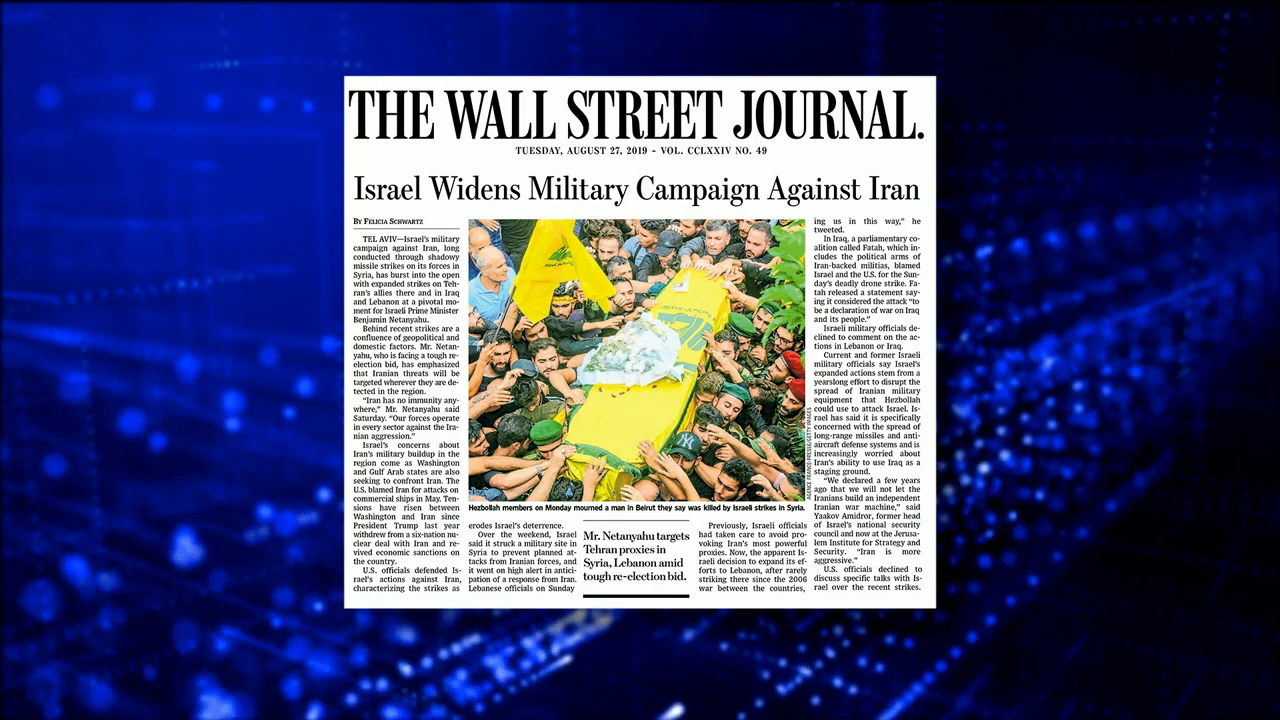 THE WALL STREET JOURNAL.
TUESDAY, AUGUST 27, 2019 - VOL. CCLXXIV NO. 49
Israel Widens Military Campaign Against Iran
BY FELICIA SCHWARTZ
TEL AVIV—Israel's military
campaign against Iran, long
conducted through shadowy
missile strikes on its forces in
Syria, has burst into the open
with expanded strikes on Teh-
ran's allies there and in Iraq
and Lebanon at a pivotal mo-
ment for Israeli Prime Minister
Benjamin Netanyahu.
Behind recent strikes are a
confluence of geopolitical and
domestic factors. Mr. Netan-
yahu, who is facing a tough re-
election bid, has emphasized
that Iranian threats will be
targeted wherever they are de-
tected in the region.
"Iran has no immunity any-
where," Mr. Netanyahu said
Saturday. "Our forces operate
in every sector against the Ira-
nian aggression."
Israel's concerns about
Iran's military buildup in the
region come as Washington
and Gulf Arab states are also
seeking to confront Iran. The
U.S. blamed Iran for attacks on
commercial ships in May. Ten-
sions have risen between
Washington and Iran since
President Trump last year
withdrew from a six-nation nu-
clear deal with Iran and re-
vived economic sanctions on
the country.
U.S. officials defended Is-
rael's actions against Iran,
characterizing the strikes as
AGENCE FRANCE-PRESSE/GETTY IMAGES
Hezbollah members on Monday mourned a man in Beirut they say was killed by Israeli strikes in Syria.
erodes Israel's deterrence.
Over the weekend, Israel
said it struck a military site in
Syria to prevent planned at-
tacks from Iranian forces, and
it went on high alert in antici-
pation of a response from Iran.
Lebanese officials on Sunday
Mr. Netanyahu targets
Tehran proxies in
Syria, Lebanon amid
tough re-election bid.
Previously, Israeli officials
had taken care to avoid pro-
voking Iran's most powerful
proxies. Now, the apparent Is-
raeli decision to expand its ef-
forts to Lebanon, after rarely
striking there since the 2006
war between the countries,
ing us in this way," he
tweeted.
In Iraq, a parliamentary co-
alition called Fatah, which in-
cludes the political arms of
Iran-backed militias, blamed
Israel and the U.S. for the Sun-
day's deadly drone strike. Fa-
tah released a statement say-
ing it considered the attack "to
be a declaration of war on Iraq
and its people."
Israeli military officials de-
clined to comment on the ac-
tions in Lebanon or Iraq.
Current and former Israeli
military officials say Israel's
expanded actions stem from a
yearslong effort to disrupt the
spread of Iranian military
equipment that Hezbollah
could use to attack Israel. Is-
rael has said it is specifically
concerned with the spread of
long-range missiles and anti-
aircraft defense systems and is
increasingly worried about
Iran's ability to use Iraq as a
staging ground.
"We declared a few years
ago that we will not let the
Iranians build an independent
Iranian war machine," said
Yaakov Amidror, former head
of Israel's national security
council and now at the Jerusa-
lem Institute for Strategy and
Security. "Iran is more
aggressive."
U.S. officials declined to
discuss specific talks with Is-
rael over the recent strikes.